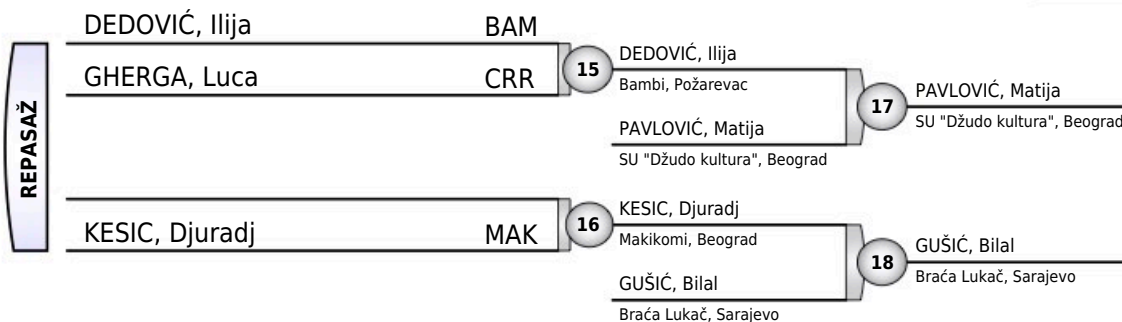 REPASAŽ
DEDOVIĆ, Ilija BAM
GHERGA, Luca CRR
15
DEDOVIĆ, Ilija
Bambi, Požarevac
PAVLOVIĆ, Matija
SU "Džudo kultura", Beograd
17
PAVLOVIĆ, Matija
SU "Džudo kultura", Beograd
KESIC, Djuradj MAK
16
KESIC, Djuradj
Makikomi, Beograd
GUŠIĆ, Bilal
Braća Lukač, Sarajevo
18
GUŠIĆ, Bilal
Braća Lukač, Sarajevo